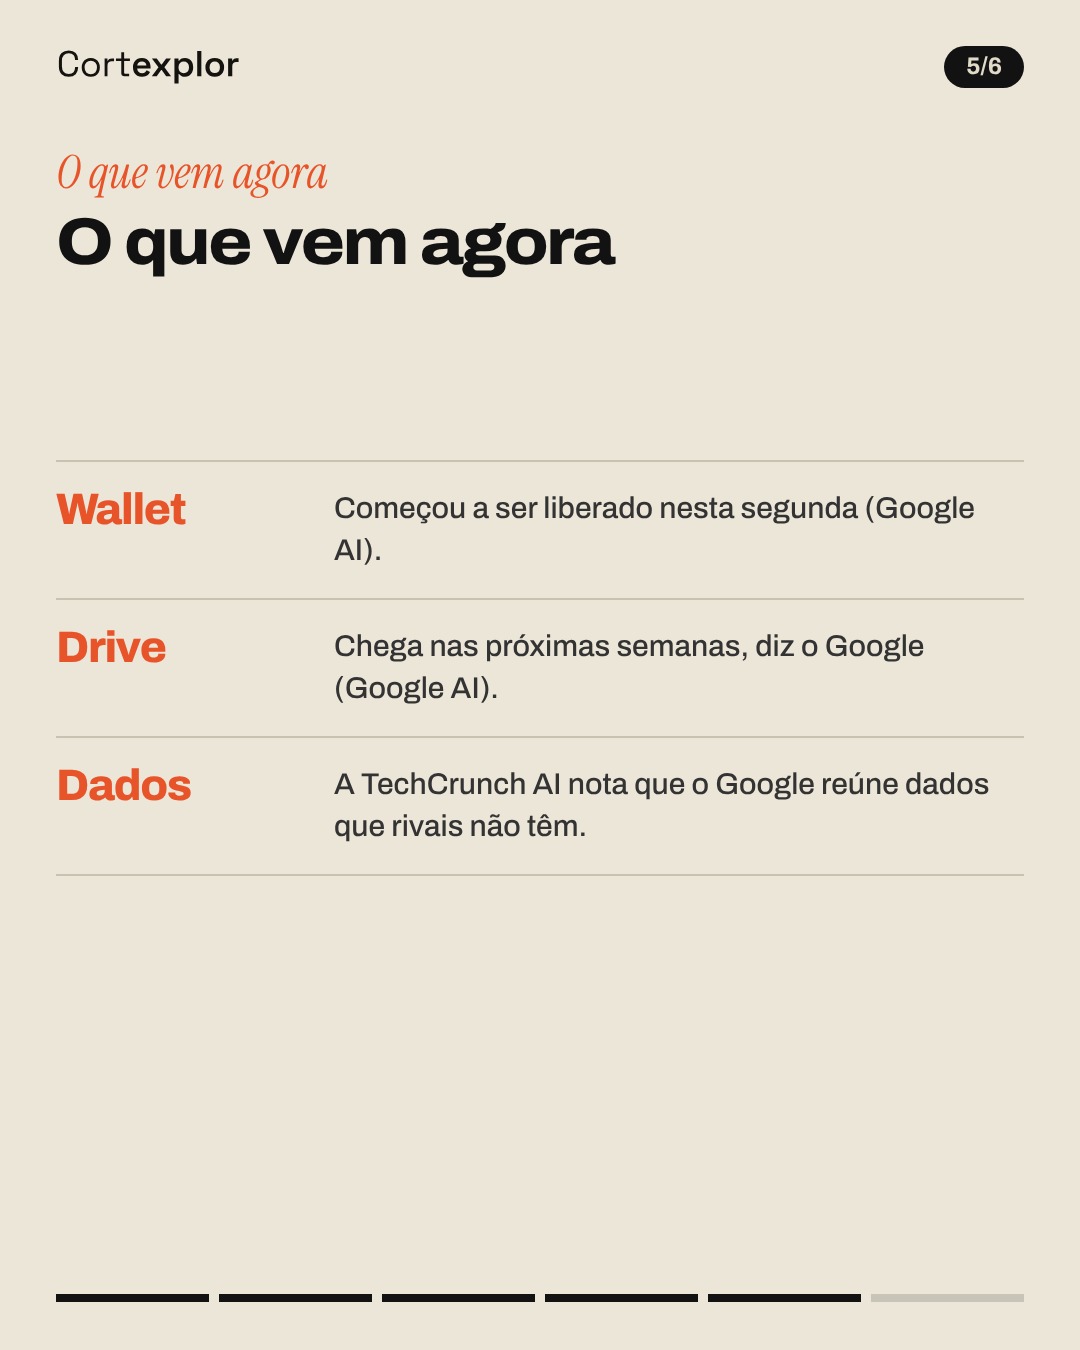 Cortexplor
5/6
O que vem agora
O que vem agora
Wallet
Começou a ser liberado nesta segunda (Google
AI).
Drive
Chega nas próximas semanas, diz o Google
(Google AI).
Dados
A TechCrunch AI nota que o Google reúne dados
que rivais não têm.